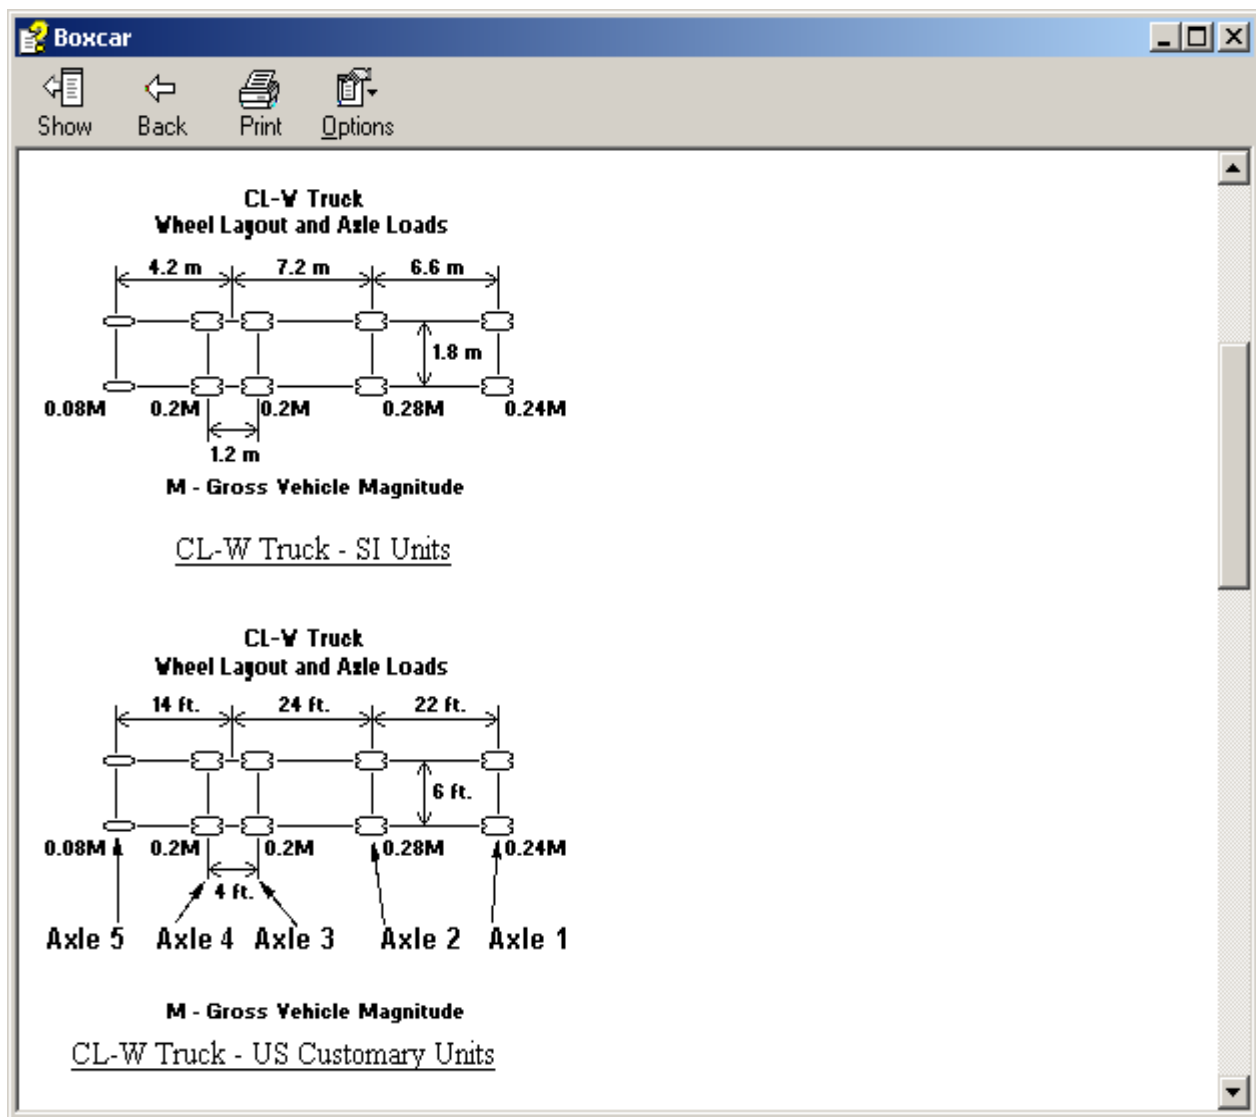 Boxcar
Show Back Print Options
CL-W Truck
Wheel Layout and Axle Loads
4.2 m 7.2 m 6.6 m
1.8 m
0.08M 0.2M 0.2M 0.28M 0.24M
1.2 m
M - Gross Vehicle Magnitude
CL-W Truck - SI Units
CL-W Truck
Wheel Layout and Axle Loads
14 ft. 24 ft. 22 ft.
6 ft.
0.08M 0.2M 0.2M 0.28M 0.24M
4 ft.
Axle 5 Axle 4 Axle 3 Axle 2 Axle 1
M - Gross Vehicle Magnitude
CL-W Truck - US Customary Units